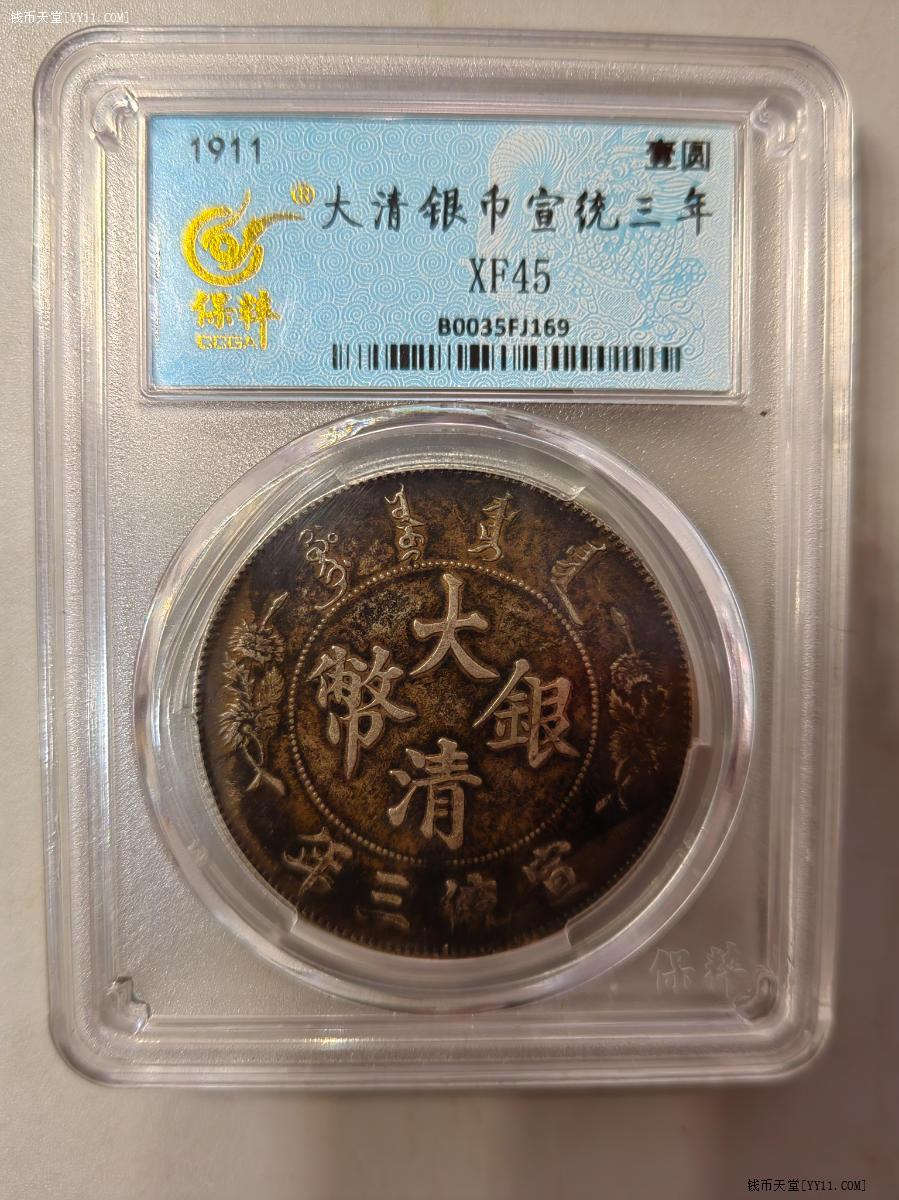 钱币天堂[YY11.COM]
1911 壹圆
® 大清银币宣统三年
保粹
CCGA
XF45
B0035FJ169
大
幣 銀
清
年三統宣
保粹
钱币天堂[YY11.COM]